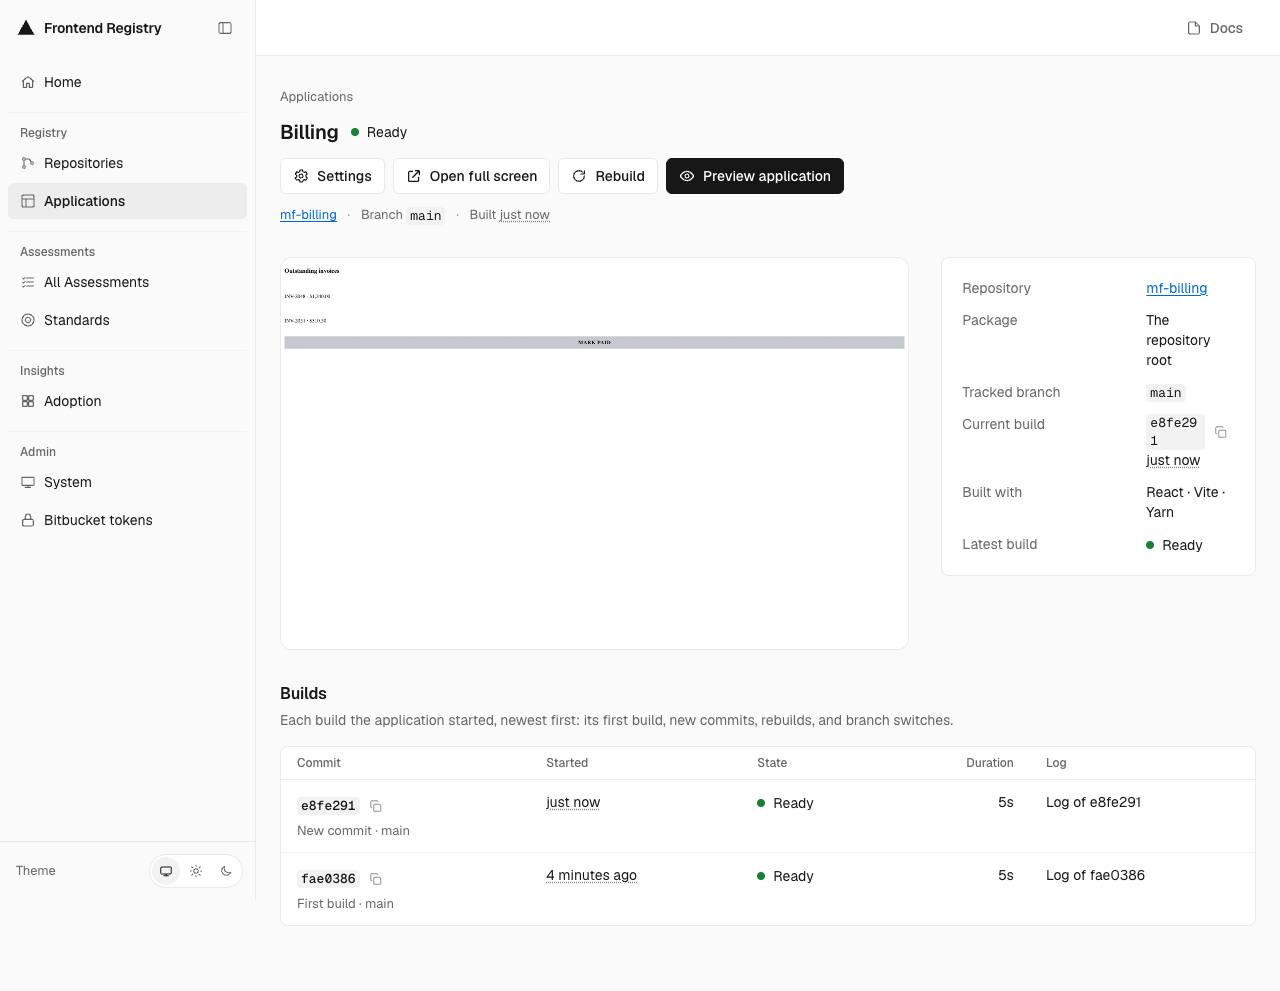 Frontend Registry
Docs
Home
Registry
Repositories
Applications
Assessments
All Assessments
Standards
Insights
Adoption
Admin
System
Bitbucket tokens
Theme
Applications
Billing
Ready
Settings
Open full screen
Rebuild
Preview application
mf-billing · Branch main · Built just now
Outstanding invoices
MARK PAID
Repository mf-billing
Package The
repository
root
Tracked branch main
Current build e8fe29
1
just now
Built with React · Vite ·
Yarn
Latest build Ready
Builds
Each build the application started, newest first: its first build, new commits, rebuilds, and branch switches.
Commit Started State Duration Log
e8fe291 just now Ready 5s Log of e8fe291
New commit · main
fae0386 4 minutes ago Ready 5s Log of fae0386
First build · main